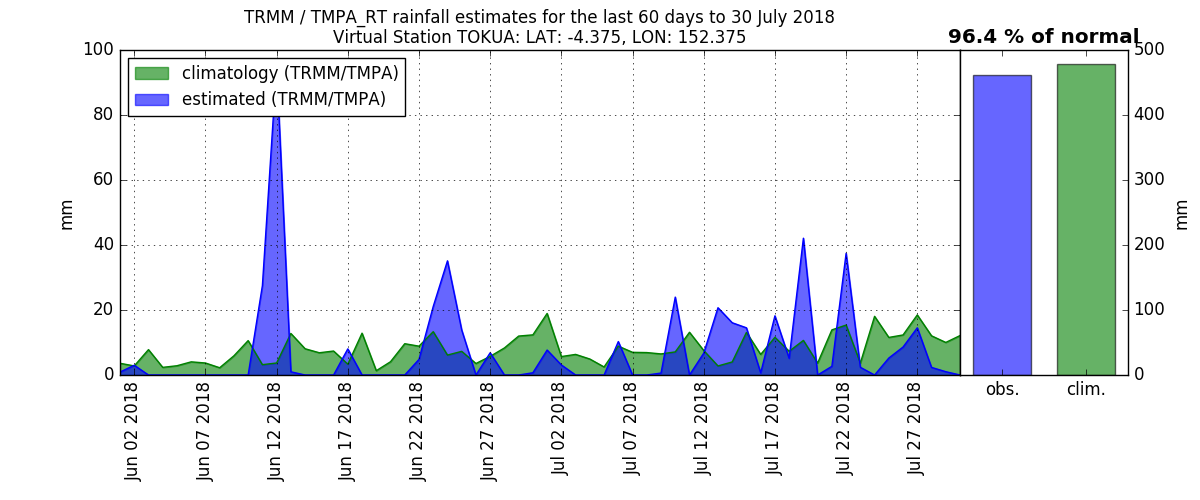 TRMM / TMPA_RT rainfall estimates for the last 60 days to 30 July 2018
Virtual Station TOKUA: LAT: -4.375, LON: 152.375
96.4 % of normal
climatology (TRMM/TMPA)
estimated (TRMM/TMPA)
100
80
60
40
20
0
mm
Jun 02 2018
Jun 07 2018
Jun 12 2018
Jun 17 2018
Jun 22 2018
Jun 27 2018
Jul 02 2018
Jul 07 2018
Jul 12 2018
Jul 17 2018
Jul 22 2018
Jul 27 2018
obs.
clim.
500
400
300
200
100
0
mm